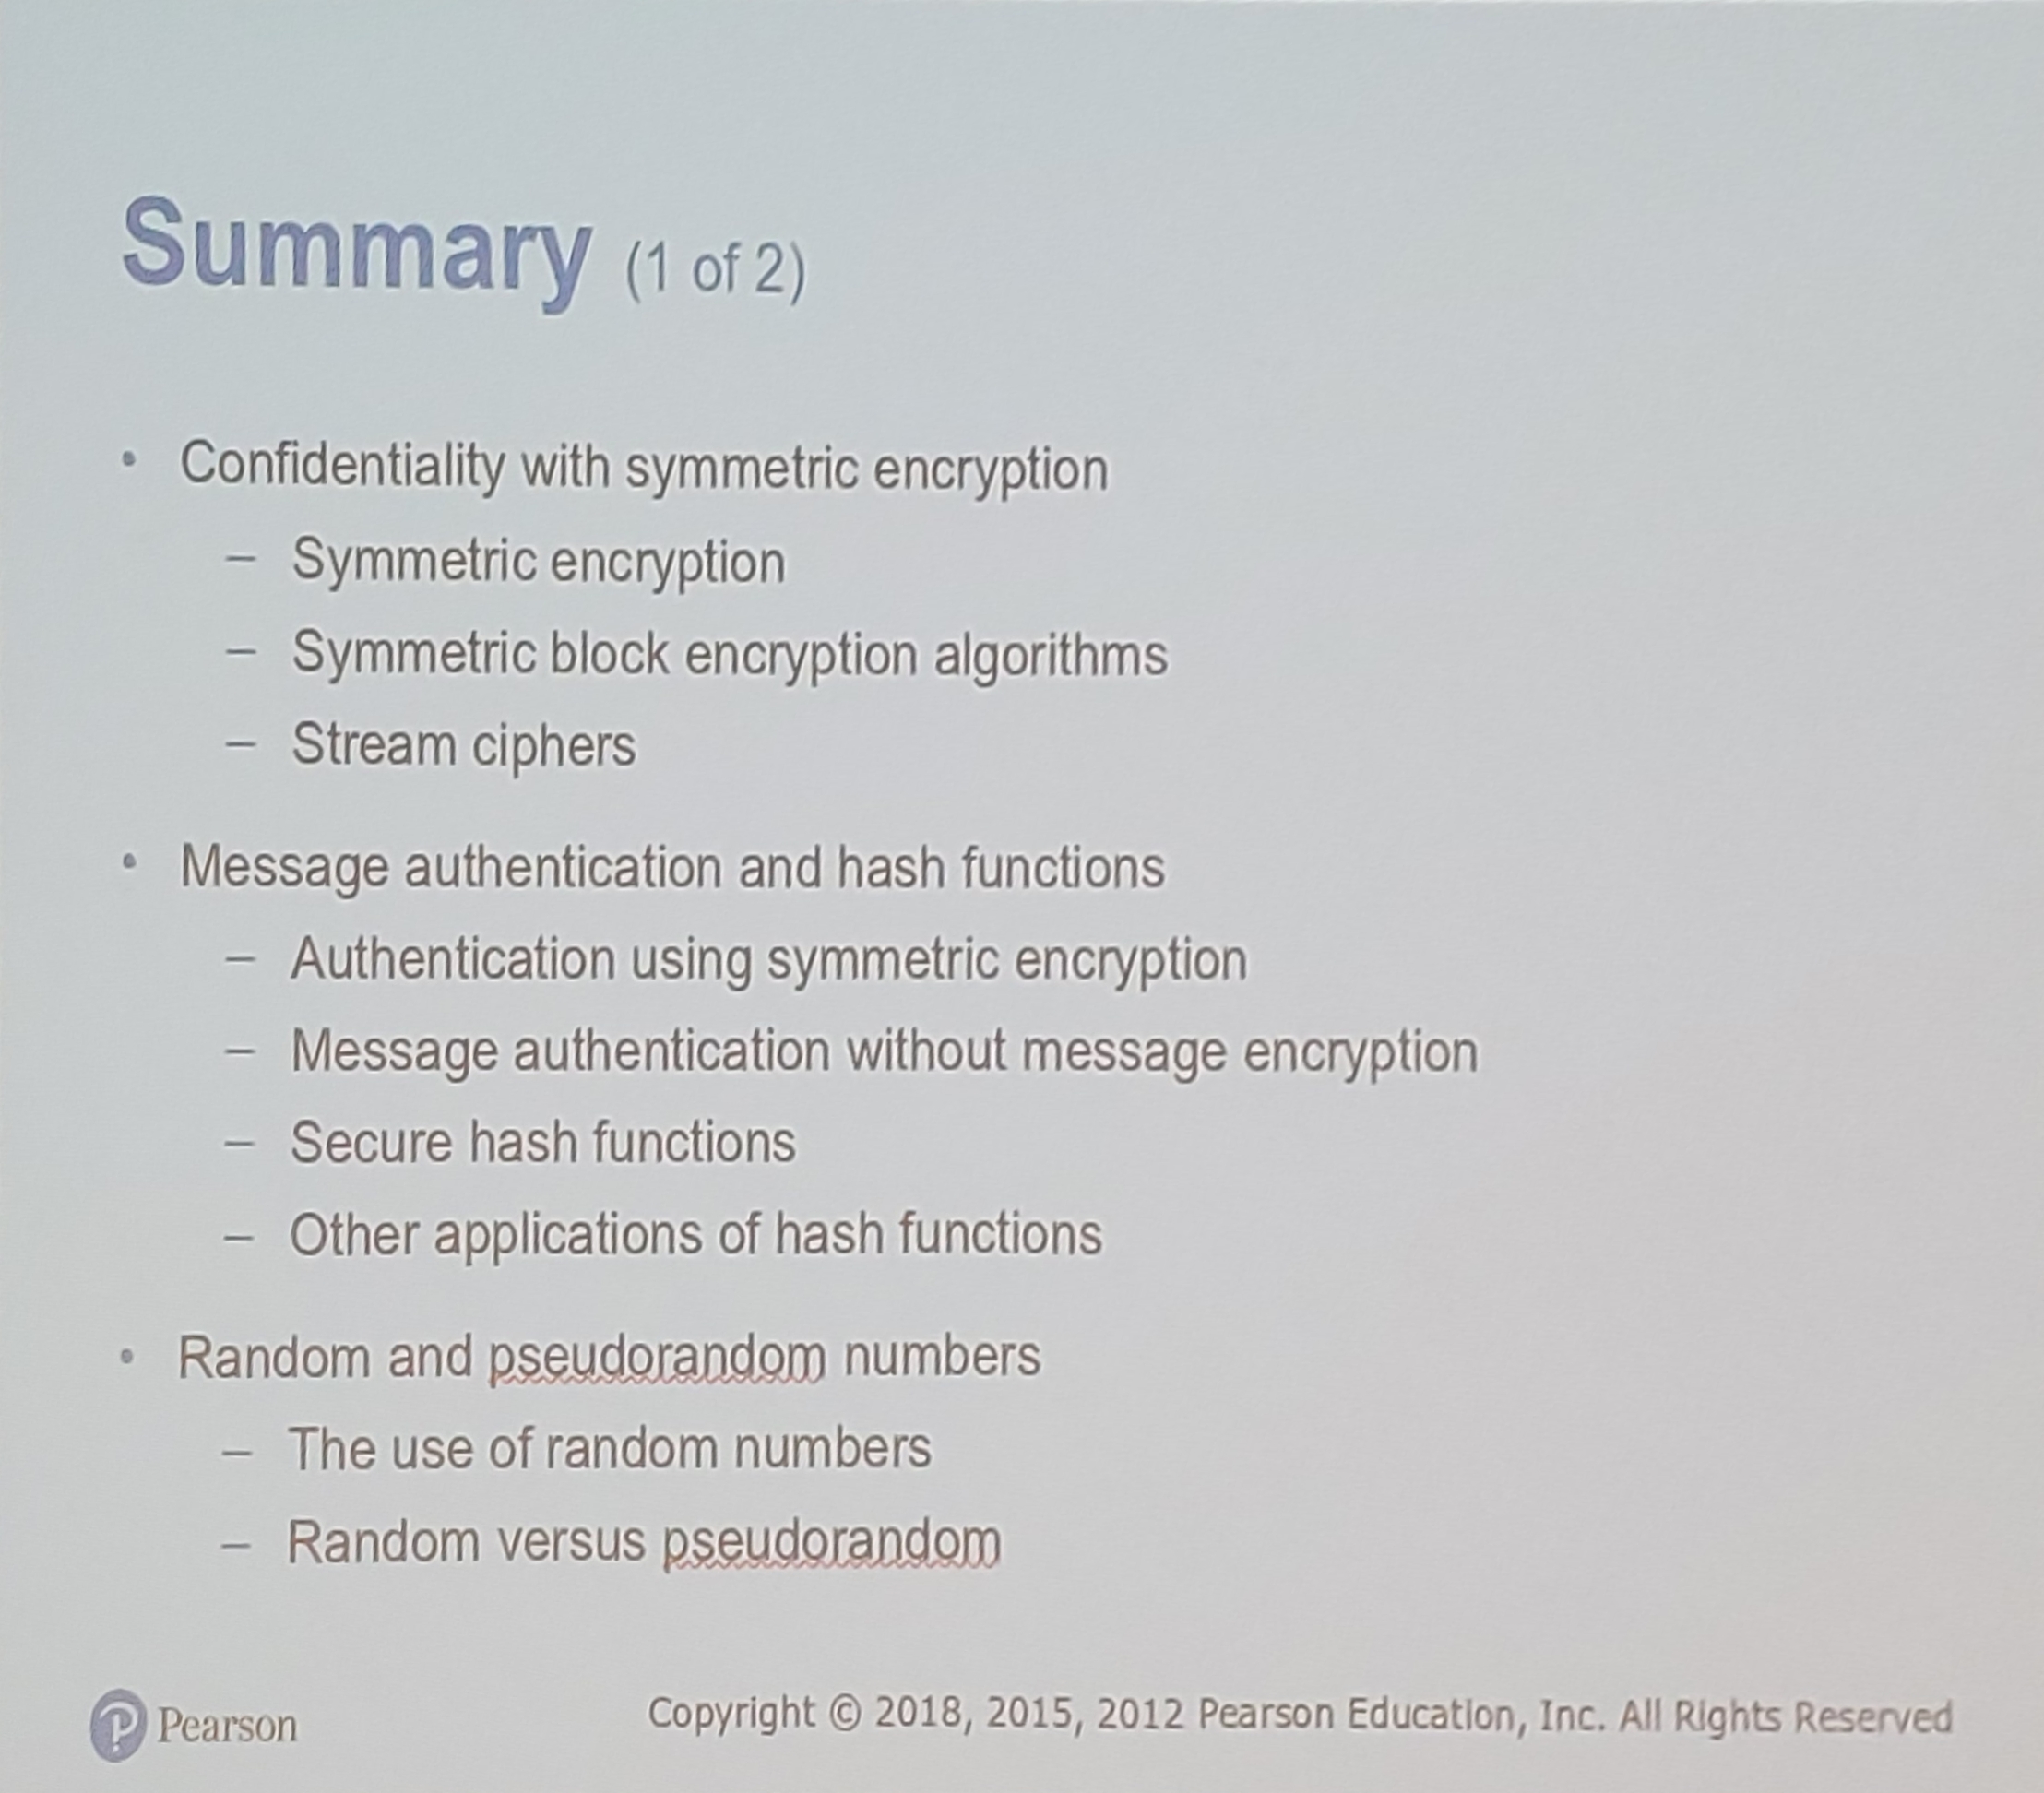 Summary (1 of 2)
• Confidentiality with symmetric encryption
– Symmetric encryption
– Symmetric block encryption algorithms
– Stream ciphers
• Message authentication and hash functions
– Authentication using symmetric encryption
– Message authentication without message encryption
– Secure hash functions
– Other applications of hash functions
• Random and pseudorandom numbers
– The use of random numbers
– Random versus pseudorandom
Pearson
Copyright © 2018, 2015, 2012 Pearson Education, Inc. All Rights Reserved